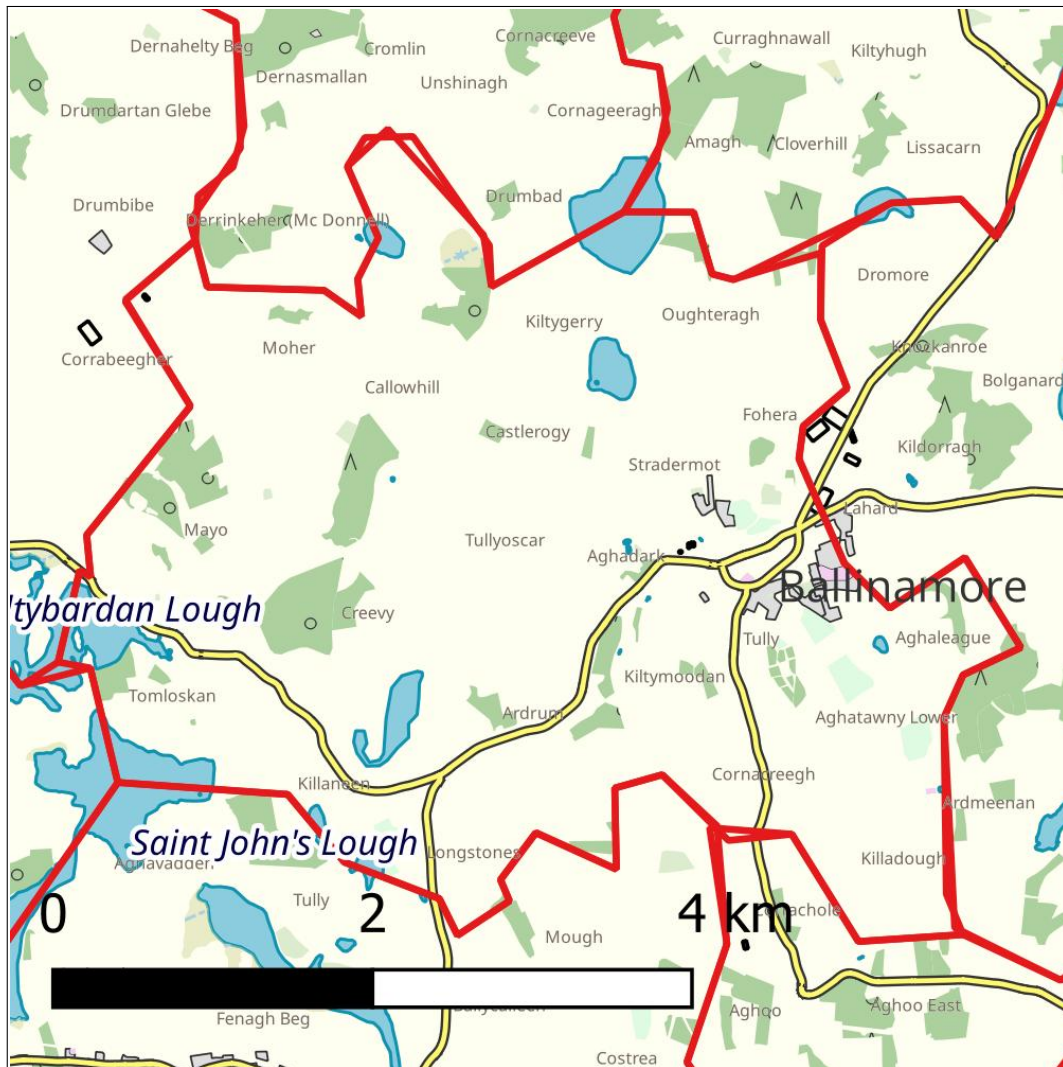 Dernahelty Beg
Cromlin
Cornacreeve
Curraghnawall
Kiltyhugh
Dernasmallan
Unshinagh
Drumdartan Glebe
Cornageeragh
Amagh
Cloverhill
Lissacarn
Drumbibe
Drumbad
Derrinkeher (Mc Donnell)
Dromore
Oughteragh
Kiltygerry
Moher
Corrabeegher
Knockanroe
Callowhill
Bolganard
Fohera
Castlerogy
Kildorragh
Stradermot
Lahard
Mayo
Tullyoscar
Aghadark
Ballinamore
ltybardan Lough
Creevy
Tully
Aghaleague
Kiltymoodan
Tomloskan
Ardrum
Aghatawny Lower
Killaneen
Cornacreegh
Ardmeenan
Saint John's Lough
Longstones
Aghavadden
Killadough
Tully
0 2 4 km
Mough
Aghoo
Aghoo East
Fenagh Beg
Costrea